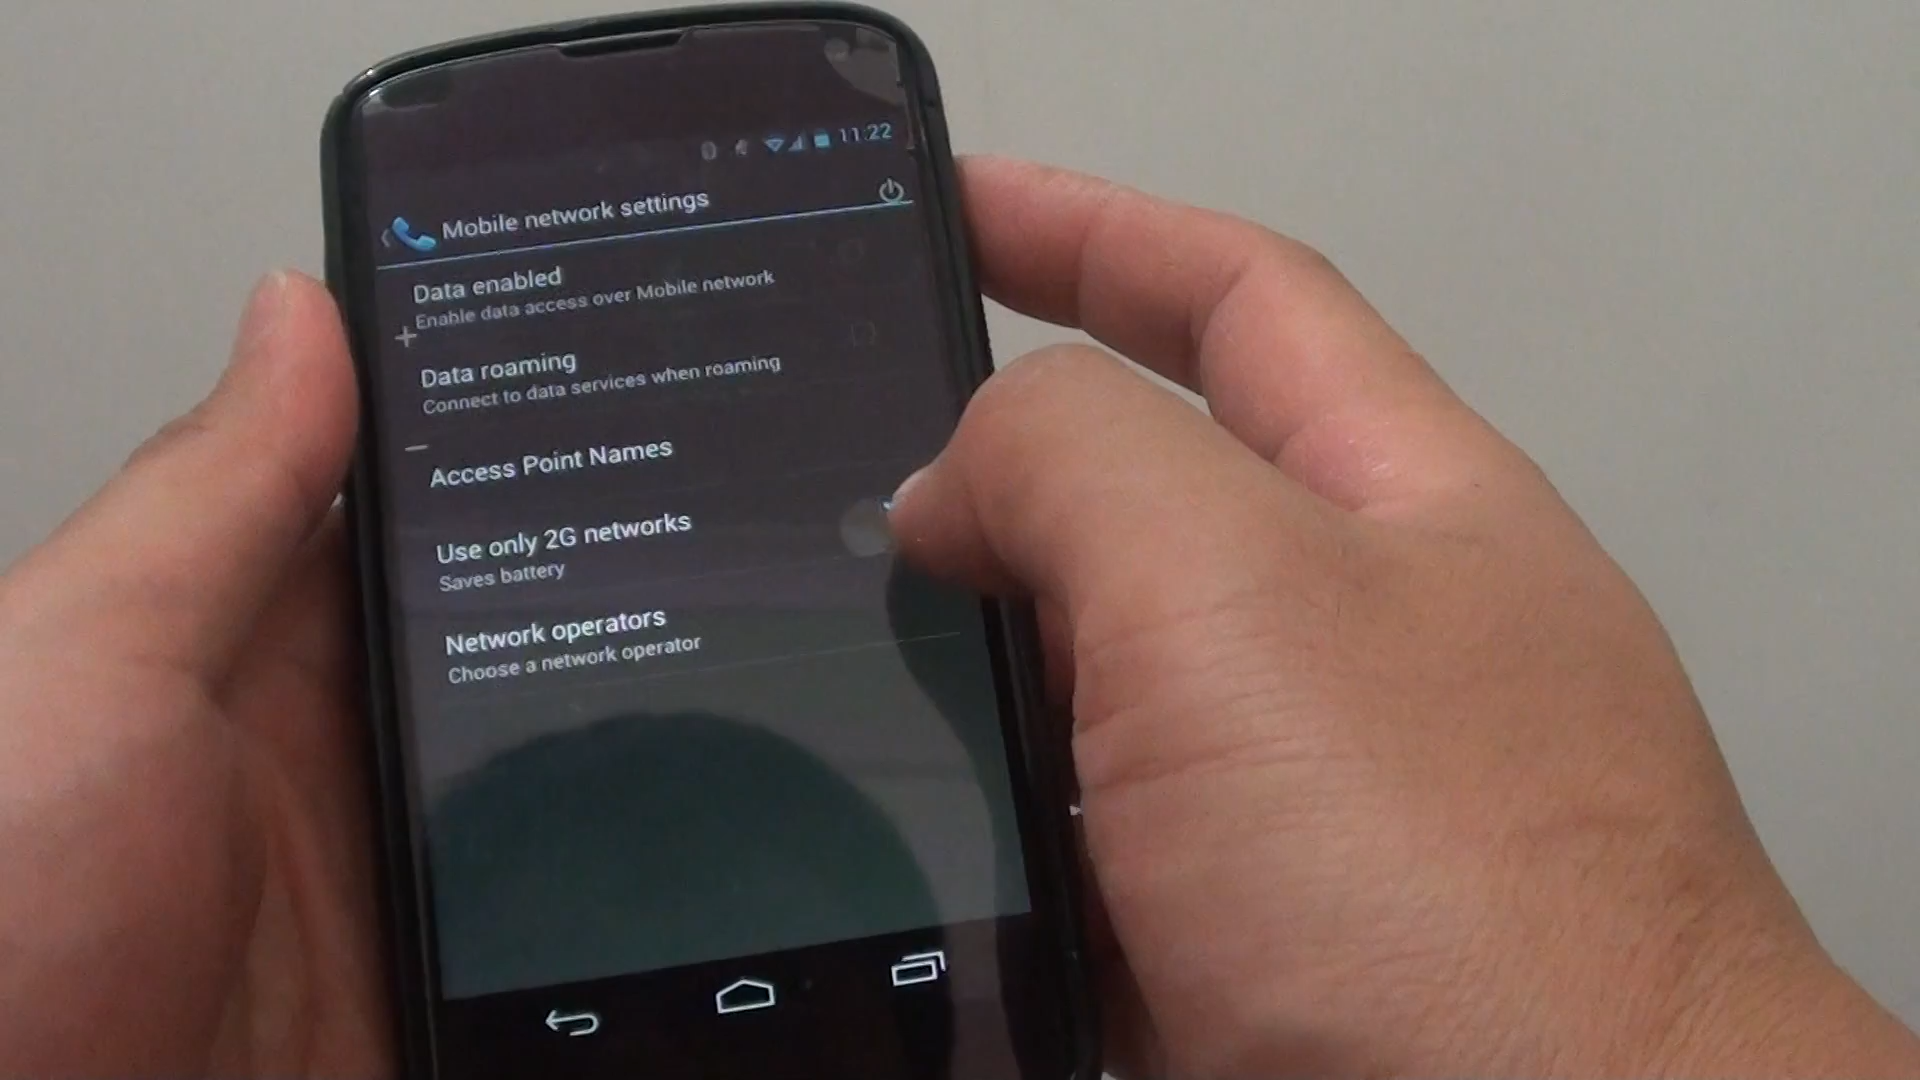 11:22
Mobile network settings
Data enabled
Enable data access over Mobile network
Data roaming
Connect to data services when roaming
Access Point Names
Use only 2G networks
Saves battery
Network operators
Choose a network operator